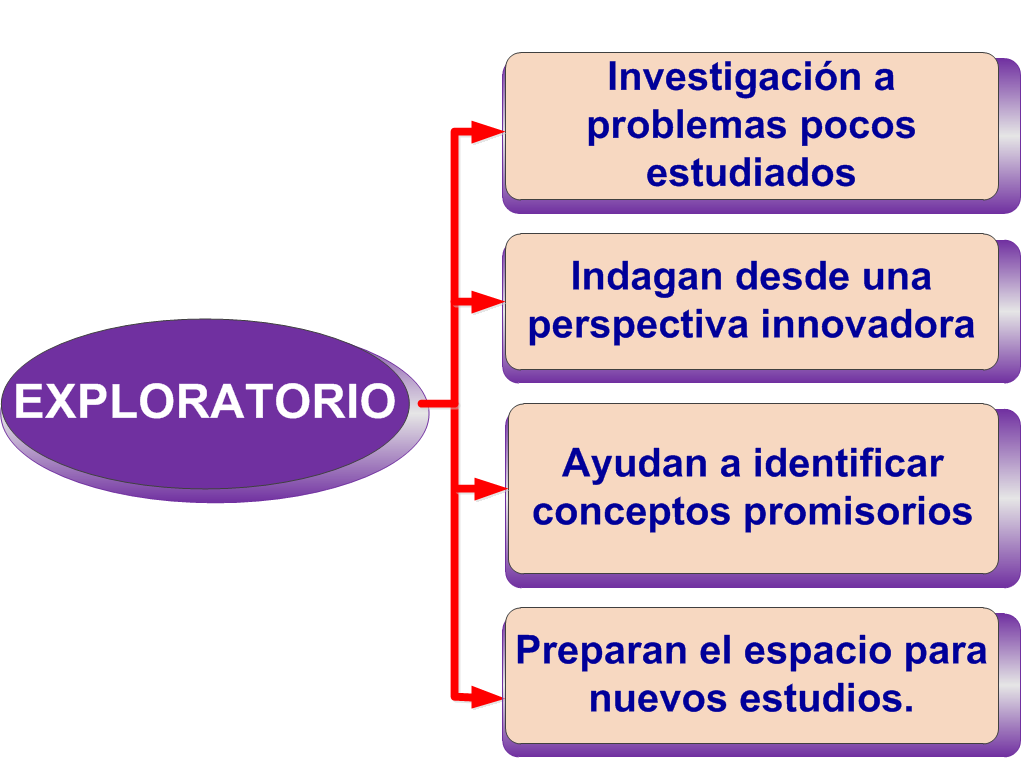 EXPLORATORIO
Investigación a
problemas pocos
estudiados
Indagan desde una
perspectiva innovadora
Ayudan a identificar
conceptos promisorios
Preparan el espacio para
nuevos estudios.